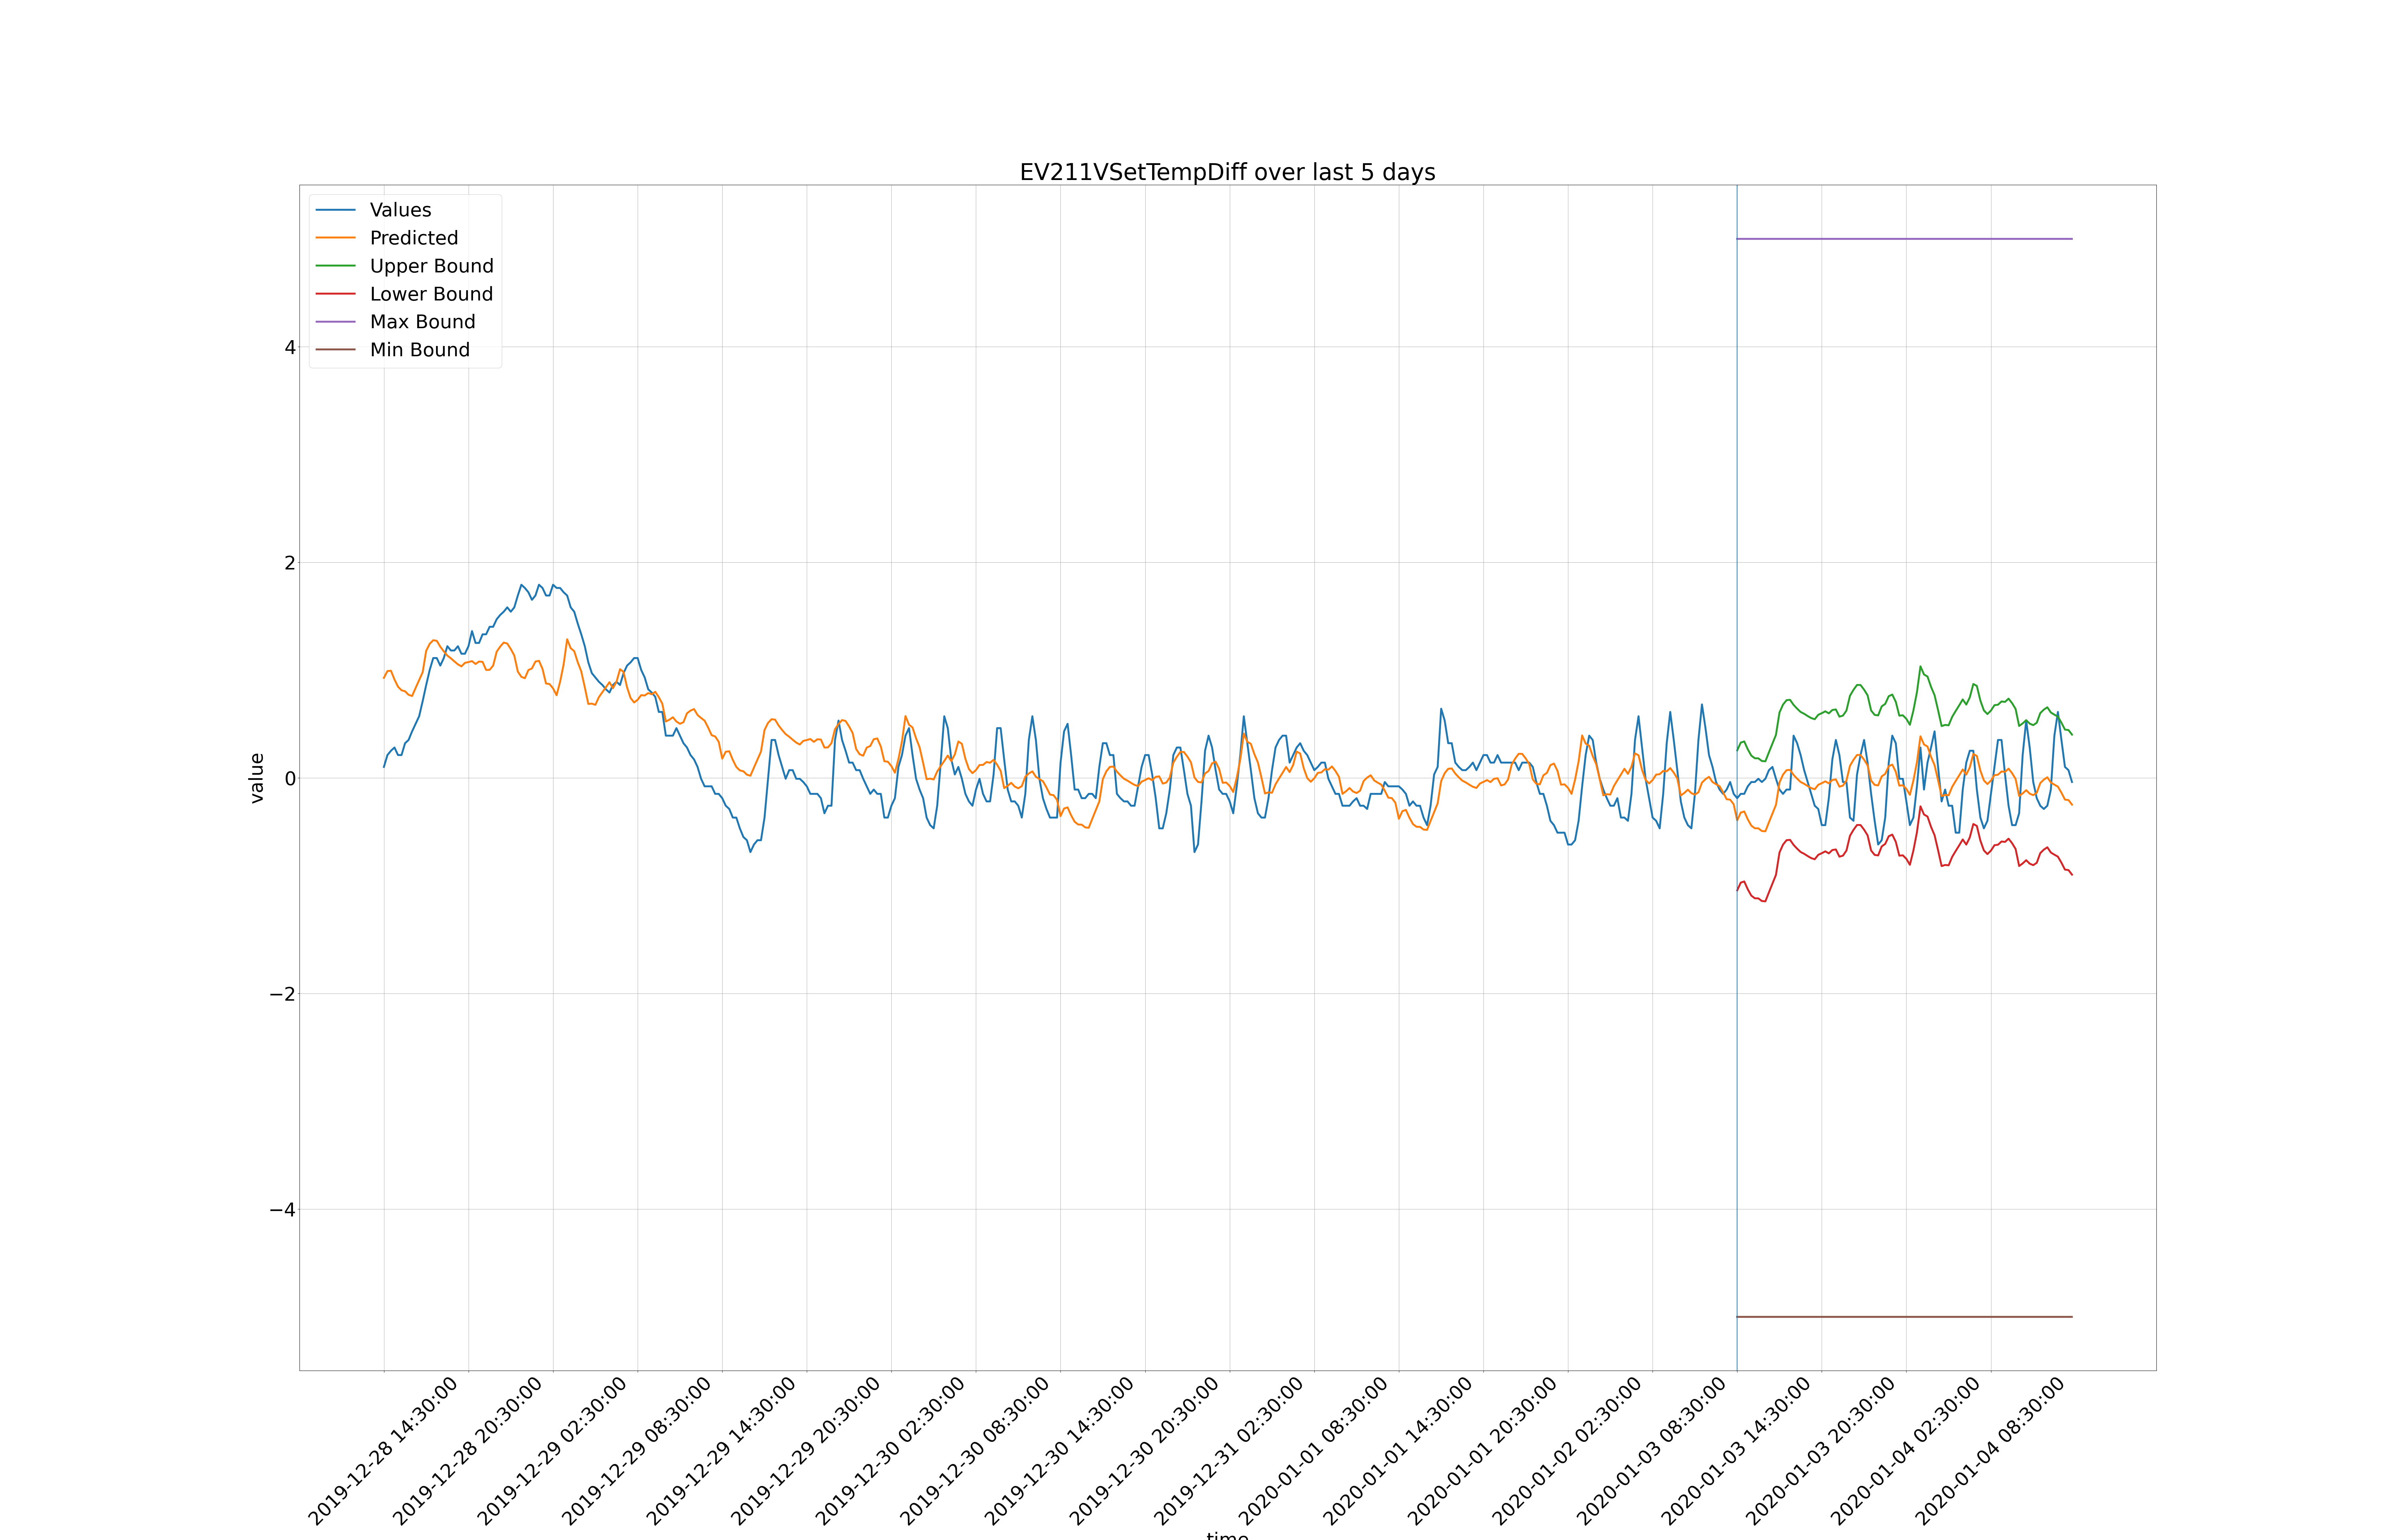 EV211VSetTempDiff over last 5 days
Values
Predicted
Upper Bound
Lower Bound
Max Bound
Min Bound
value
4
2
0
−2
−4
2019-12-28 14:30:00
2019-12-28 20:30:00
2019-12-29 02:30:00
2019-12-29 08:30:00
2019-12-29 14:30:00
2019-12-29 20:30:00
2019-12-30 02:30:00
2019-12-30 08:30:00
2019-12-30 14:30:00
2019-12-30 20:30:00
2019-12-31 02:30:00
2020-01-01 08:30:00
2020-01-01 14:30:00
2020-01-01 20:30:00
2020-01-02 02:30:00
2020-01-03 08:30:00
2020-01-03 14:30:00
2020-01-03 20:30:00
2020-01-04 02:30:00
2020-01-04 08:30:00
time